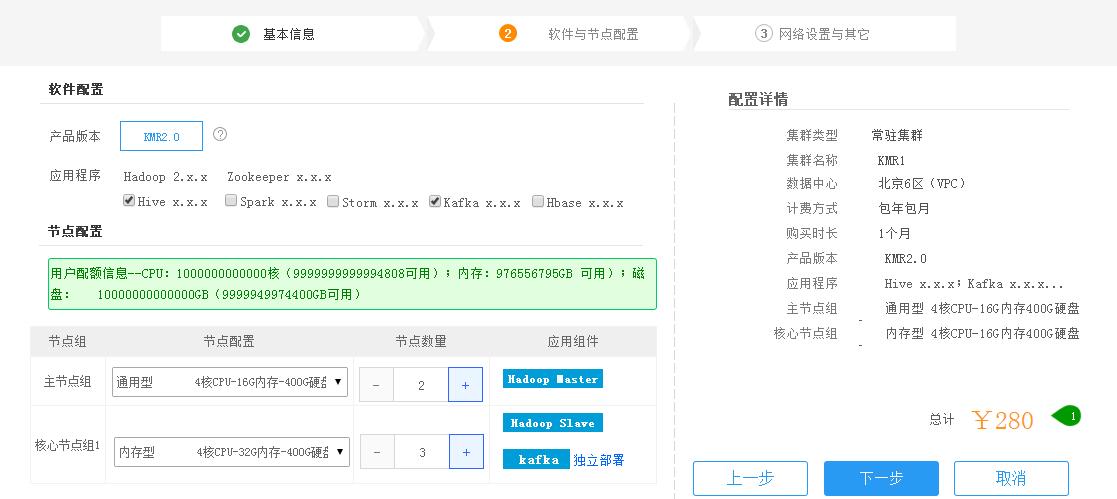 基本信息
2 软件与节点配置
3 网络设置与其它
软件配置
产品版本 KMR2.0 ?
应用程序 Hadoop 2.x.x Zookeeper x.x.x
Hive x.x.x Spark x.x.x Storm x.x.x Kafka x.x.x Hbase x.x.x
节点配置
用户配额信息--CPU：1000000000000核（9999999999994808可用）；内存：976556795GB 可用）；磁
盘： 10000000000000GB（9999949974400GB可用）
节点组 节点配置 节点数量 应用组件
主节点组 通用型 4核CPU-16G内存-400G硬盘 － 2 + Hadoop Master
核心节点组1 内存型 4核CPU-32G内存-400G硬盘 － 3 + Hadoop Slave
kafka 独立部署
配置详情
集群类型 常驻集群
集群名称 KMR1
数据中心 北京6区（VPC）
计费方式 包年包月
购买时长 1个月
产品版本 KMR2.0
应用程序 Hive x.x.x；Kafka x.x.x...
主节点组 - 通用型 4核CPU-16G内存400G硬盘
核心节点组 - 内存型 4核CPU-16G内存400G硬盘
总计 ￥280 1
上一步 下一步 取消